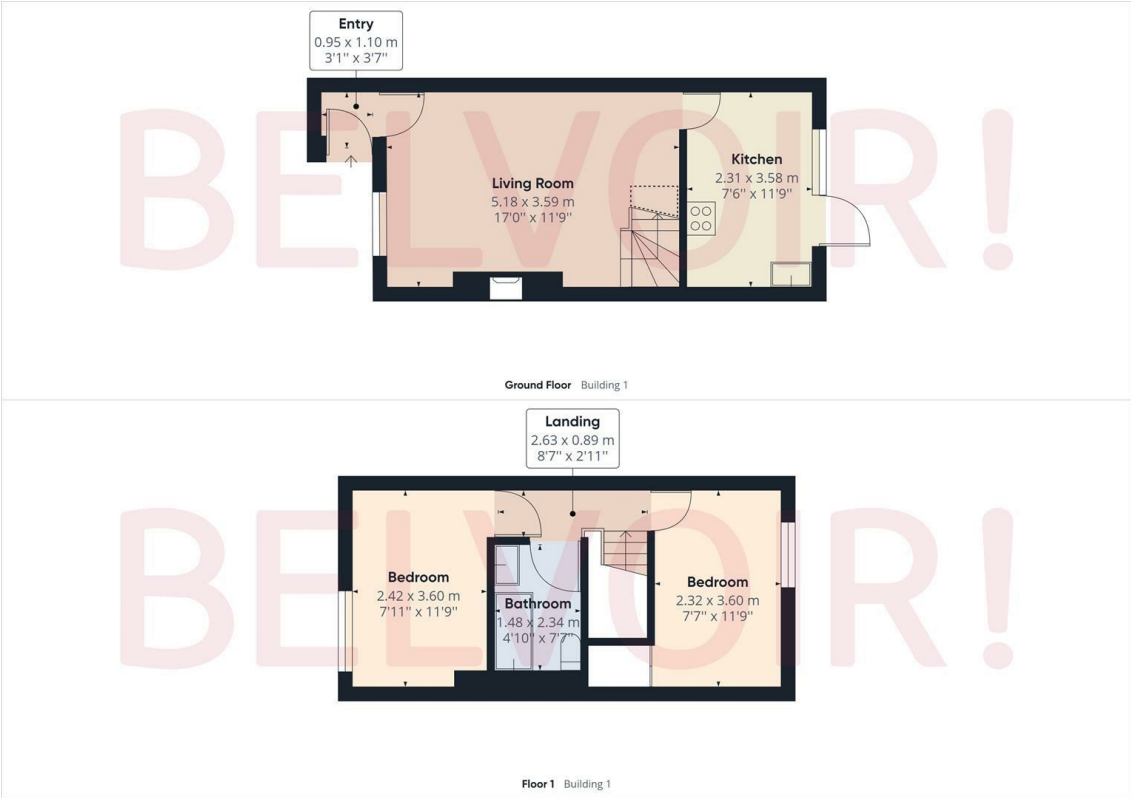 Entry
0.95 x 1.10 m
3'1'' x 3'7''
BELVOIR!
Living Room
5.18 x 3.59 m
17'0'' x 11'9''
Kitchen
2.31 x 3.58 m
7'6'' x 11'9''
Ground Floor Building 1
Landing
2.63 x 0.89 m
8'7'' x 2'11''
BELVOIR!
Bedroom
2.42 x 3.60 m
7'11'' x 11'9''
Bathroom
1.48 x 2.34 m
4'10'' x 7'7''
Bedroom
2.32 x 3.60 m
7'7'' x 11'9''
Floor 1 Building 1